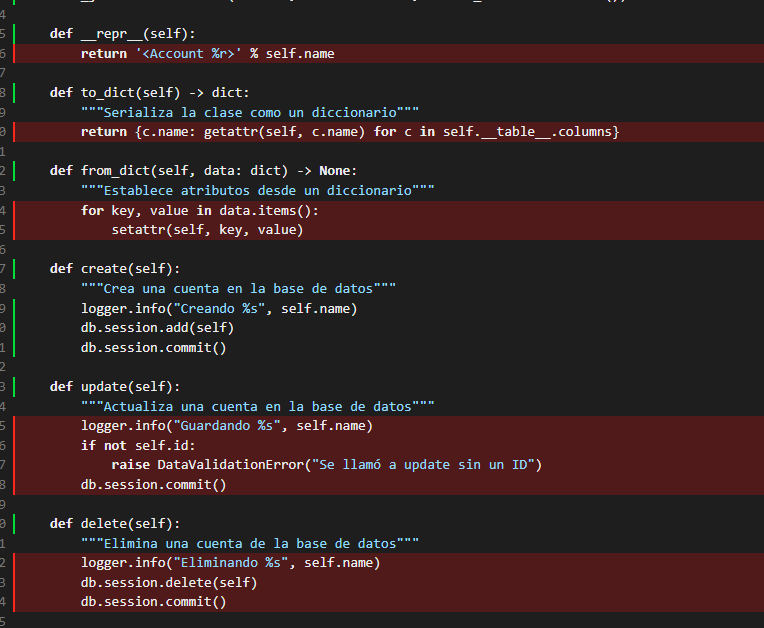 4
5 def __repr__(self):
6 return '<Account %r>' % self.name
7
8 def to_dict(self) -> dict:
9 """Serializa la clase como un diccionario"""
0 return {c.name: getattr(self, c.name) for c in self.__table__.columns}
1
2 def from_dict(self, data: dict) -> None:
3 """Establece atributos desde un diccionario"""
4 for key, value in data.items():
5 setattr(self, key, value)
6
7 def create(self):
8 """Crea una cuenta en la base de datos"""
9 logger.info("Creando %s", self.name)
0 db.session.add(self)
1 db.session.commit()
2
3 def update(self):
4 """Actualiza una cuenta en la base de datos"""
5 logger.info("Guardando %s", self.name)
6 if not self.id:
7 raise DataValidationError("Se llamó a update sin un ID")
8 db.session.commit()
9
0 def delete(self):
1 """Elimina una cuenta de la base de datos"""
2 logger.info("Eliminando %s", self.name)
3 db.session.delete(self)
4 db.session.commit()
5